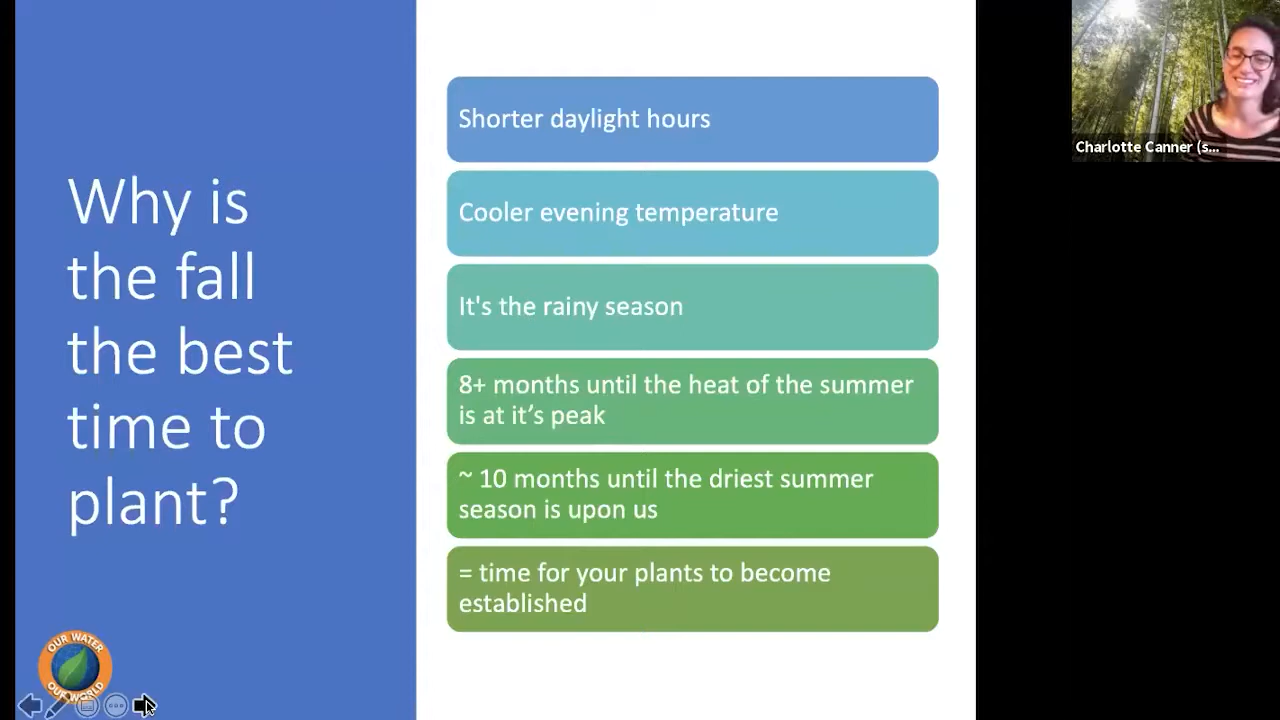 Why is
the fall
the best
time to
plant?
Shorter daylight hours
Cooler evening temperature
It's the rainy season
8+ months until the heat of the summer
is at it’s peak
~ 10 months until the driest summer
season is upon us
= time for your plants to become
established
OUR WATER
OUR WORLD
Charlotte Canner (s...